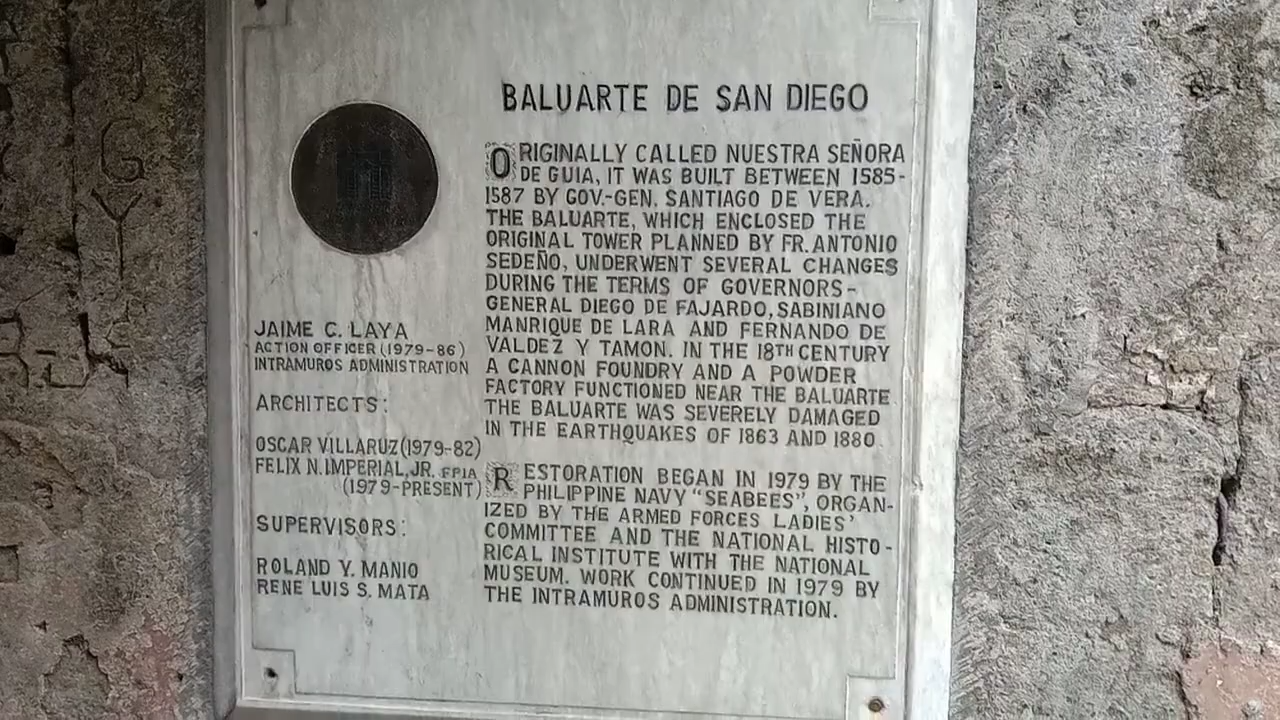 BALUARTE DE SAN DIEGO
ORIGINALLY CALLED NUESTRA SEÑORA
DE GUIA, IT WAS BUILT BETWEEN 1585-
1587 BY GOV.-GEN. SANTIAGO DE VERA.
THE BALUARTE, WHICH ENCLOSED THE
ORIGINAL TOWER PLANNED BY FR. ANTONIO
SEDEÑO, UNDERWENT SEVERAL CHANGES
DURING THE TERMS OF GOVERNORS-
GENERAL DIEGO DE FAJARDO, SABINIANO
MANRIQUE DE LARA AND FERNANDO DE
VALDEZ Y TAMON. IN THE 18TH CENTURY
A CANNON FOUNDRY AND A POWDER
FACTORY FUNCTIONED NEAR THE BALUARTE
THE BALUARTE WAS SEVERELY DAMAGED
IN THE EARTHQUAKES OF 1863 AND 1880.
RESTORATION BEGAN IN 1979 BY THE
PHILIPPINE NAVY "SEABEES", ORGAN-
IZED BY THE ARMED FORCES LADIES'
COMMITTEE AND THE NATIONAL HISTO-
RICAL INSTITUTE WITH THE NATIONAL
MUSEUM. WORK CONTINUED IN 1979 BY
THE INTRAMUROS ADMINISTRATION.
JAIME C. LAYA
ACTION OFFICER (1979-86)
INTRAMUROS ADMINISTRATION
ARCHITECTS:
OSCAR VILLARUZ (1979-82)
FELIX N. IMPERIAL, JR. FPIA
(1979-PRESENT)
SUPERVISORS:
ROLAND Y. MANIO
RENE LUIS S. MATA
G
Y